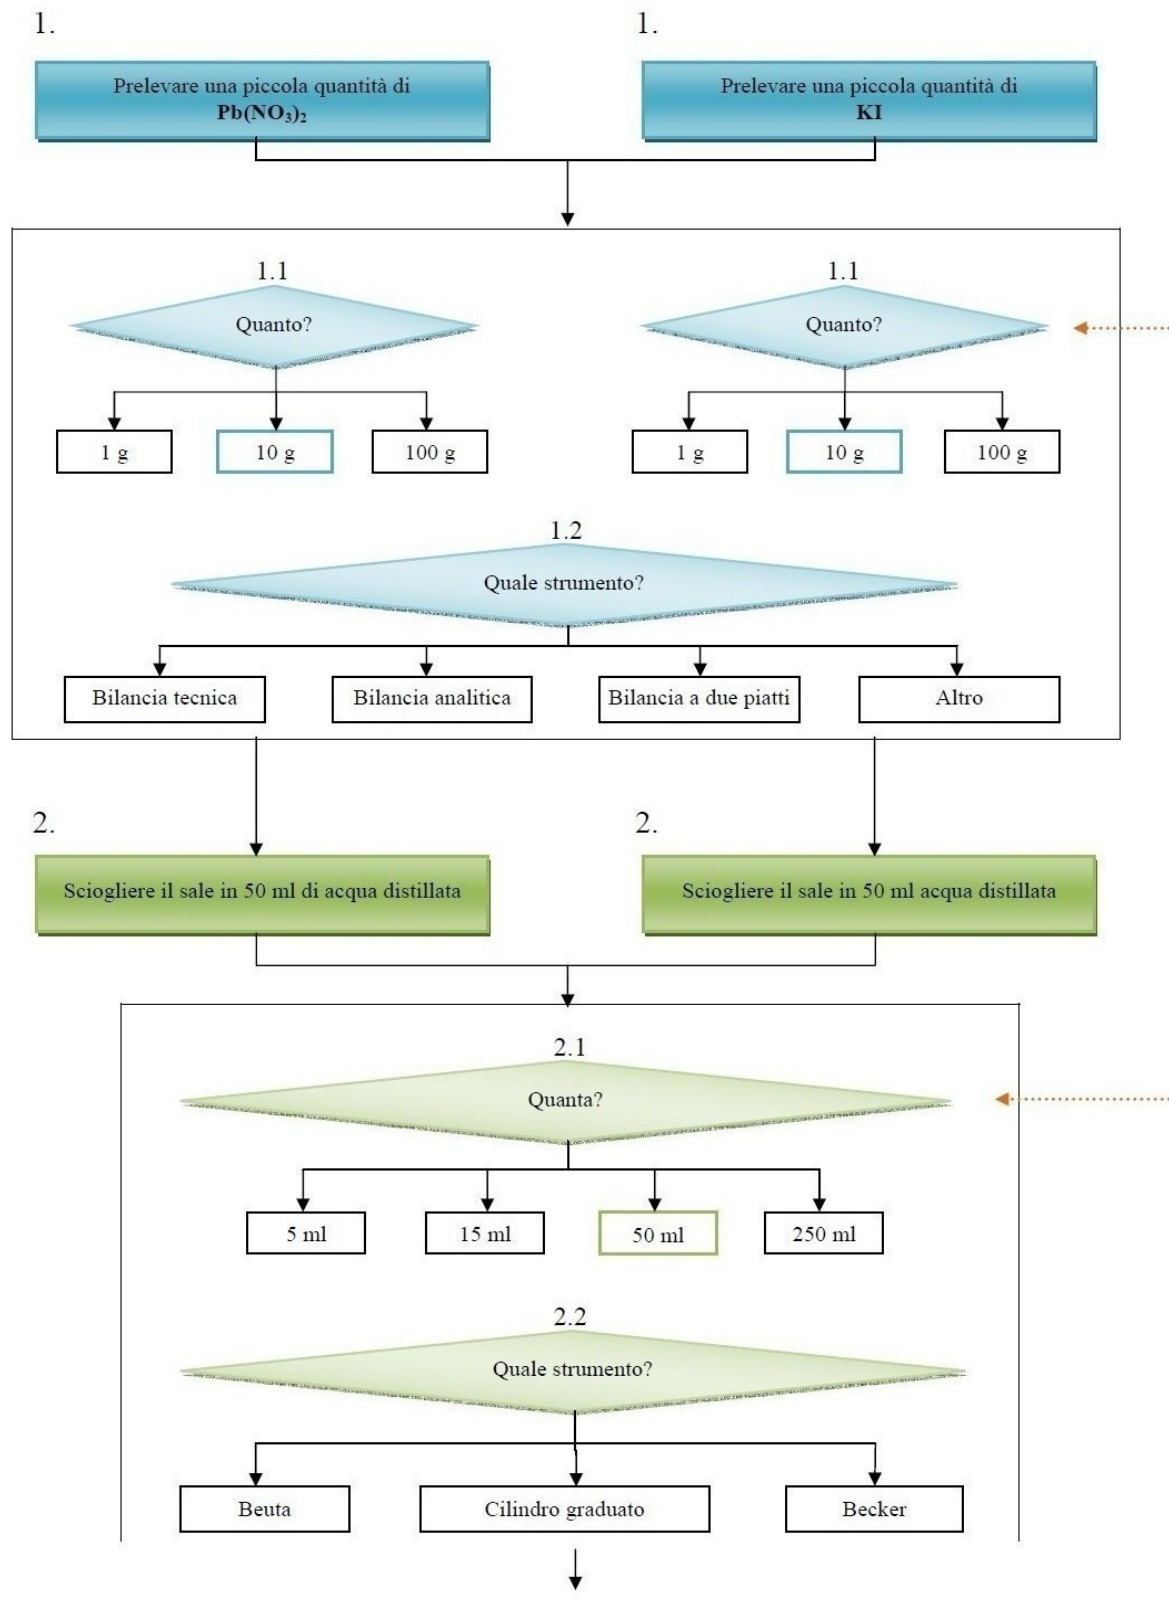 1.
1.
Prelevare una piccola quantità di
Pb(NO₃)₂
Prelevare una piccola quantità di
KI
1.1
1.1
Quanto?
Quanto?
1 g
10 g
100 g
1 g
10 g
100 g
1.2
Quale strumento?
Bilancia tecnica
Bilancia analitica
Bilancia a due piatti
Altro
2.
2.
Sciogliere il sale in 50 ml di acqua distillata
Sciogliere il sale in 50 ml acqua distillata
2.1
Quanta?
5 ml
15 ml
50 ml
250 ml
2.2
Quale strumento?
Beuta
Cilindro graduato
Becker